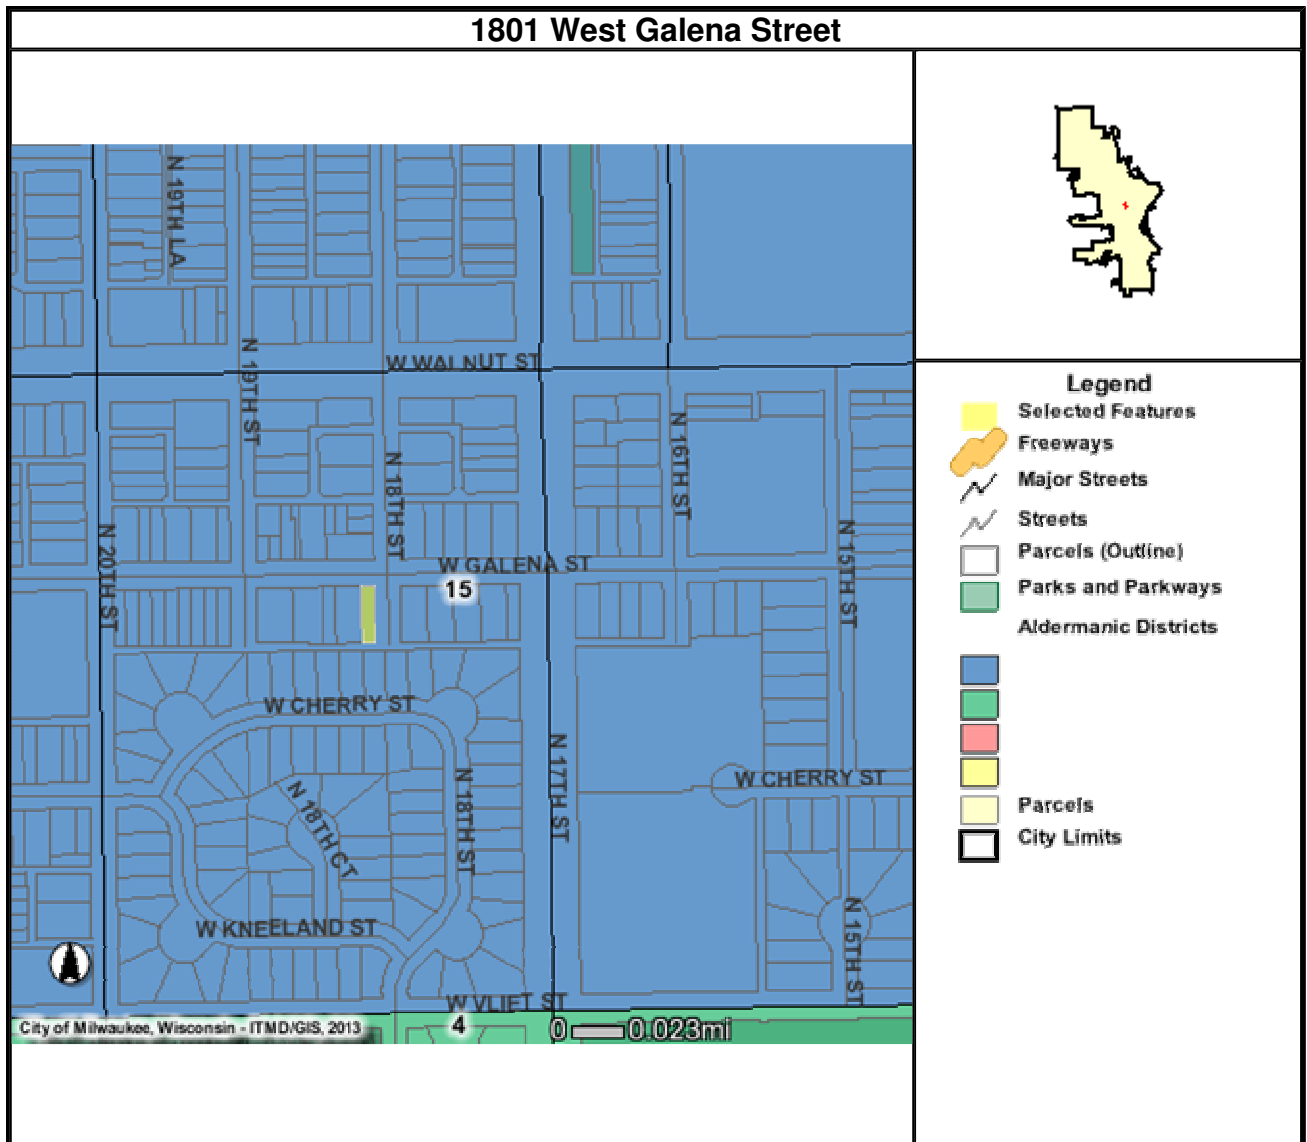 1801 West Galena Street
N 19TH LA
W WALNUT ST
N 19TH ST
N 16TH ST
N 18TH ST
N 20TH ST
N 15TH ST
W GALENA ST
15
W CHERRY ST
N 17TH ST
N 18TH ST
W CHERRY ST
N 18TH CT
W KNEELAND ST
N 15TH ST
W VLIET ST
City of Milwaukee, Wisconsin - ITMD/GIS, 2013
4
0 0.023mi
Legend
Selected Features
Freeways
Major Streets
Streets
Parcels (Outline)
Parks and Parkways
Aldermanic Districts
Parcels
City Limits